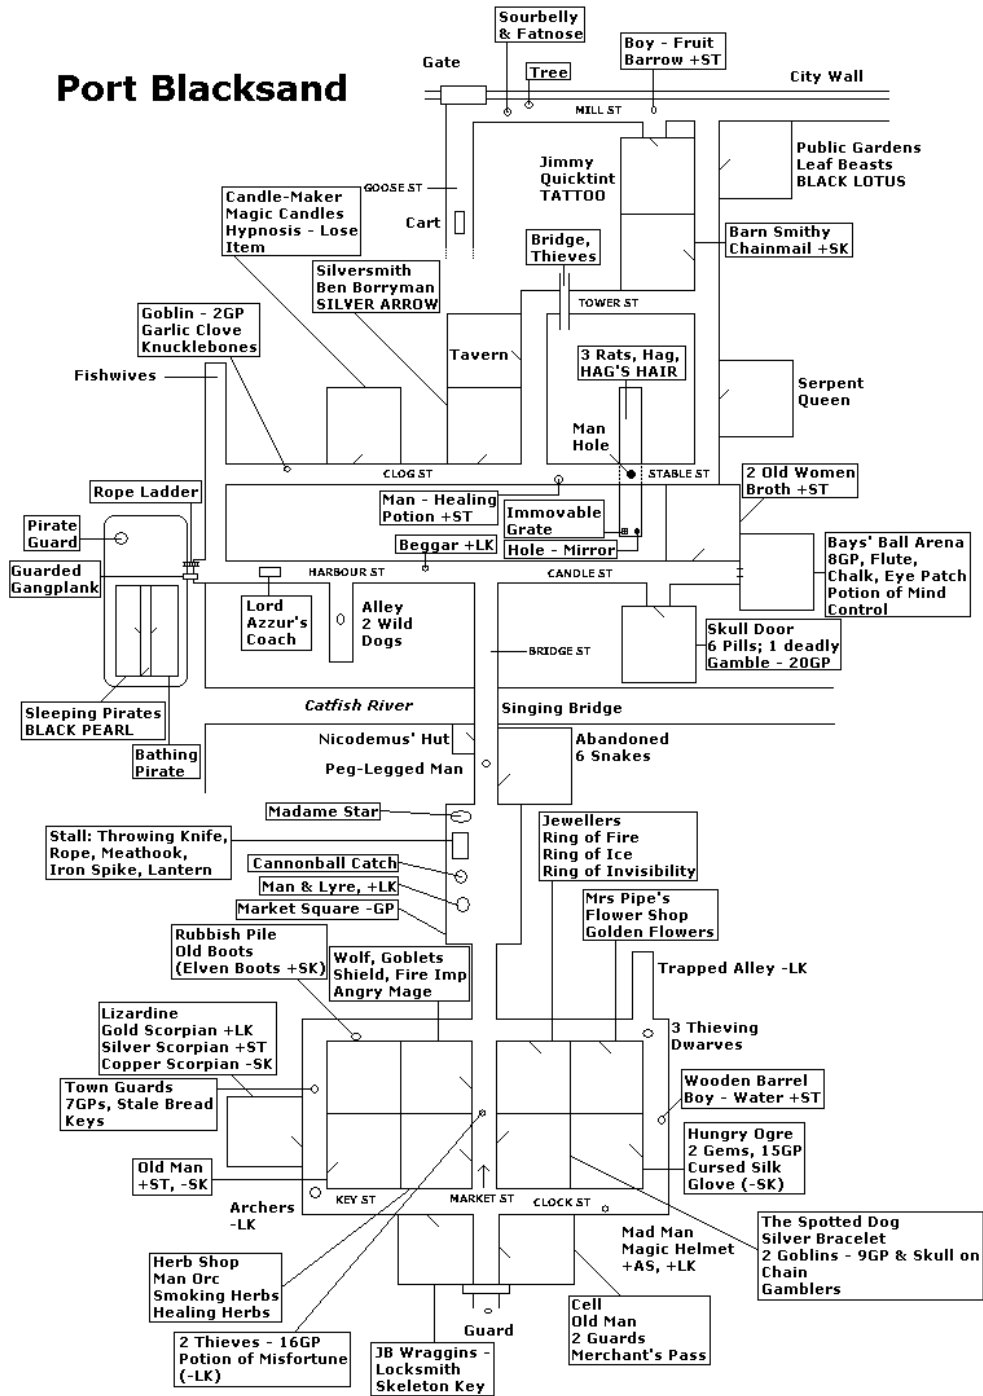 Port Blacksand
Sourbelly
& Fatnose
Gate
Tree
Boy - Fruit
Barrow +ST
City Wall
MILL ST
Public Gardens
Leaf Beasts
BLACK LOTUS
Jimmy
Quicktint
TATTOO
GOOSE ST
Cart
Candle-Maker
Magic Candles
Hypnosis - Lose
Item
Bridge,
Thieves
Barn Smithy
Chainmail +SK
Silversmith
Ben Borryman
SILVER ARROW
TOWER ST
Goblin - 2GP
Garlic Clove
Knucklebones
Tavern
3 Rats, Hag,
HAG'S HAIR
Fishwives
Serpent
Queen
Man
Hole
CLOG ST
STABLE ST
2 Old Women
Broth +ST
Rope Ladder
Man - Healing
Potion +ST
Immovable
Grate
Pirate
Guard
Beggar +LK
Hole - Mirror
Bays' Ball Arena
8GP, Flute,
Chalk, Eye Patch
Potion of Mind
Control
Guarded
Gangplank
HARBOUR ST
CANDLE ST
Lord
Azzur's
Coach
Alley
2 Wild
Dogs
BRIDGE ST
Skull Door
6 Pills; 1 deadly
Gamble - 20GP
Sleeping Pirates
BLACK PEARL
Catfish River
Singing Bridge
Bathing
Pirate
Nicodemus' Hut
Abandoned
6 Snakes
Peg-Legged Man
Madame Star
Jewellers
Ring of Fire
Ring of Ice
Ring of Invisibility
Stall: Throwing Knife,
Rope, Meathook,
Iron Spike, Lantern
Cannonball Catch
Man & Lyre, +LK
Market Square -GP
Mrs Pipe's
Flower Shop
Golden Flowers
Rubbish Pile
Old Boots
(Elven Boots +SK)
Wolf, Goblets
Shield, Fire Imp
Angry Mage
Trapped Alley -LK
Lizardine
Gold Scorpian +LK
Silver Scorpian +ST
Copper Scorpian -SK
3 Thieving
Dwarves
Town Guards
7GPs, Stale Bread
Keys
Wooden Barrel
Boy - Water +ST
Hungry Ogre
2 Gems, 15GP
Cursed Silk
Glove (-SK)
Old Man
+ST, -SK
Archers
-LK
KEY ST
MARKET ST
CLOCK ST
Mad Man
Magic Helmet
+AS, +LK
The Spotted Dog
Silver Bracelet
2 Goblins - 9GP & Skull on
Chain
Gamblers
Herb Shop
Man Orc
Smoking Herbs
Healing Herbs
Guard
Cell
Old Man
2 Guards
Merchant's Pass
2 Thieves - 16GP
Potion of Misfortune
(-LK)
JB Wraggins -
Locksmith
Skeleton Key